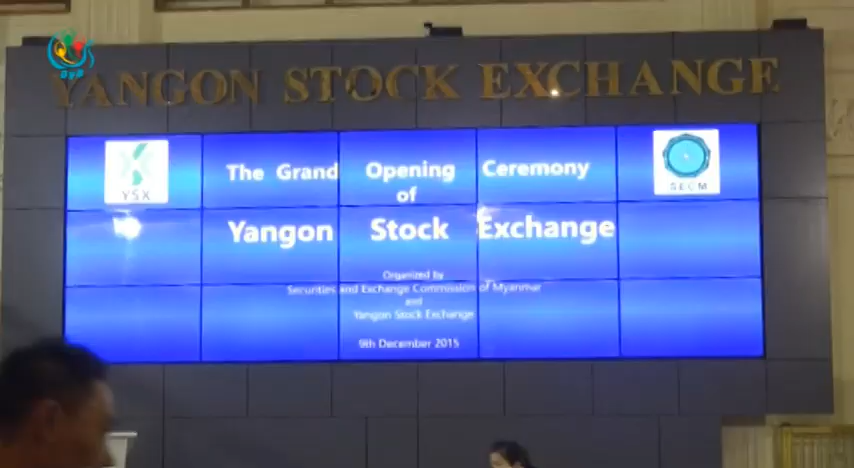 YANGON STOCK EXCHANGE
YSX
SECM
The Grand Opening Ceremony
of
Yangon Stock Exchange
Organized by
Securities and Exchange Commission of Myanmar
and
Yangon Stock Exchange
9th December 2015